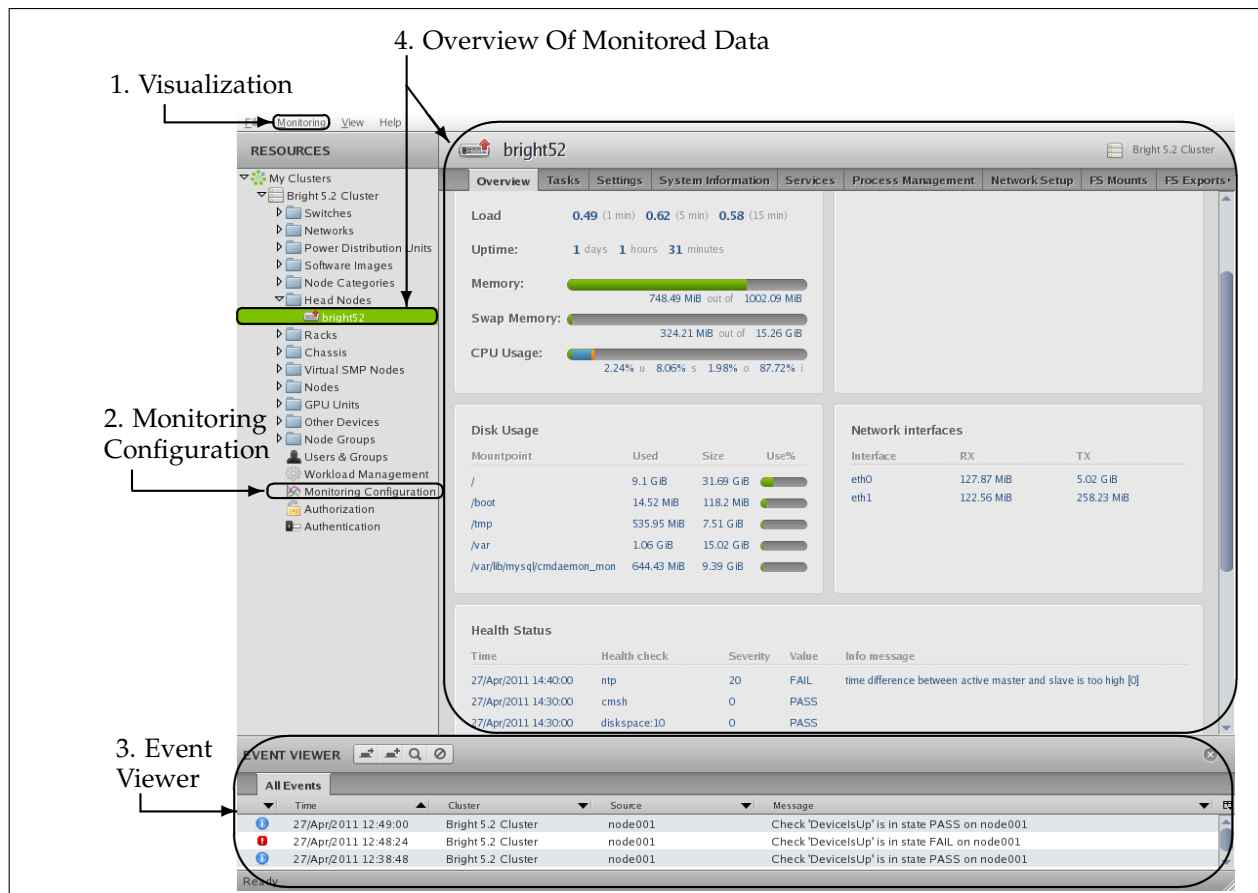 4. Overview Of Monitored Data
1. Visualization
Monitoring View Help
RESOURCES
bright52
Bright 5.2 Cluster
My Clusters
Bright 5.2 Cluster
Switches
Networks
Power Distribution Units
Software Images
Node Categories
Head Nodes
bright52
Racks
Chassis
Virtual SMP Nodes
Nodes
GPU Units
Other Devices
Node Groups
Users & Groups
Workload Management
Monitoring Configuration
Authorization
Authentication
2. Monitoring
Configuration
Overview Tasks Settings System Information Services Process Management Network Setup FS Mounts FS Exports
Load 0.49 (1 min) 0.62 (5 min) 0.58 (15 min)
Uptime: 1 days 1 hours 31 minutes
Memory:
748.49 MiB out of 1002.09 MiB
Swap Memory:
324.21 MiB out of 15.26 GiB
CPU Usage:
2.24% u 8.06% s 1.98% o 87.72% i
Disk Usage
Mountpoint Used Size Use%
/ 9.1 GiB 31.69 GiB
/boot 14.52 MiB 118.2 MiB
/tmp 535.95 MiB 7.51 GiB
/var 1.06 GiB 15.02 GiB
/var/lib/mysql/cmdaemon_mon 644.43 MiB 9.39 GiB
Network interfaces
Interface RX TX
eth0 127.87 MiB 5.02 GiB
eth1 122.56 MiB 258.23 MiB
Health Status
Time Health check Severity Value Info message
27/Apr/2011 14:40:00 ntp 20 FAIL time difference between active master and slave is too high [0]
27/Apr/2011 14:30:00 cmsh 0 PASS
27/Apr/2011 14:30:00 diskspace:10 0 PASS
3. Event
Viewer
EVENT VIEWER
All Events
Time Cluster Source Message
27/Apr/2011 12:49:00 Bright 5.2 Cluster node001 Check 'DeviceIsUp' is in state PASS on node001
27/Apr/2011 12:48:24 Bright 5.2 Cluster node001 Check 'DeviceIsUp' is in state FAIL on node001
27/Apr/2011 12:38:48 Bright 5.2 Cluster node001 Check 'DeviceIsUp' is in state PASS on node001
Ready